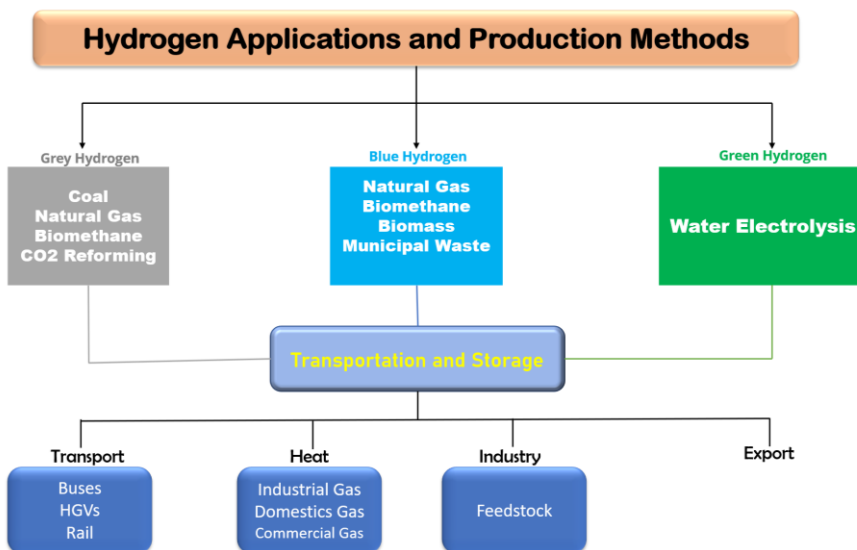 Hydrogen Applications and Production Methods
Grey Hydrogen
Coal
Natural Gas
Biomethane
CO2 Reforming
Blue Hydrogen
Natural Gas
Biomethane
Biomass
Municipal Waste
Green Hydrogen
Water Electrolysis
Transportation and Storage
Transport
Buses
HGVs
Rail
Heat
Industrial Gas
Domestics Gas
Commercial Gas
Industry
Feedstock
Export